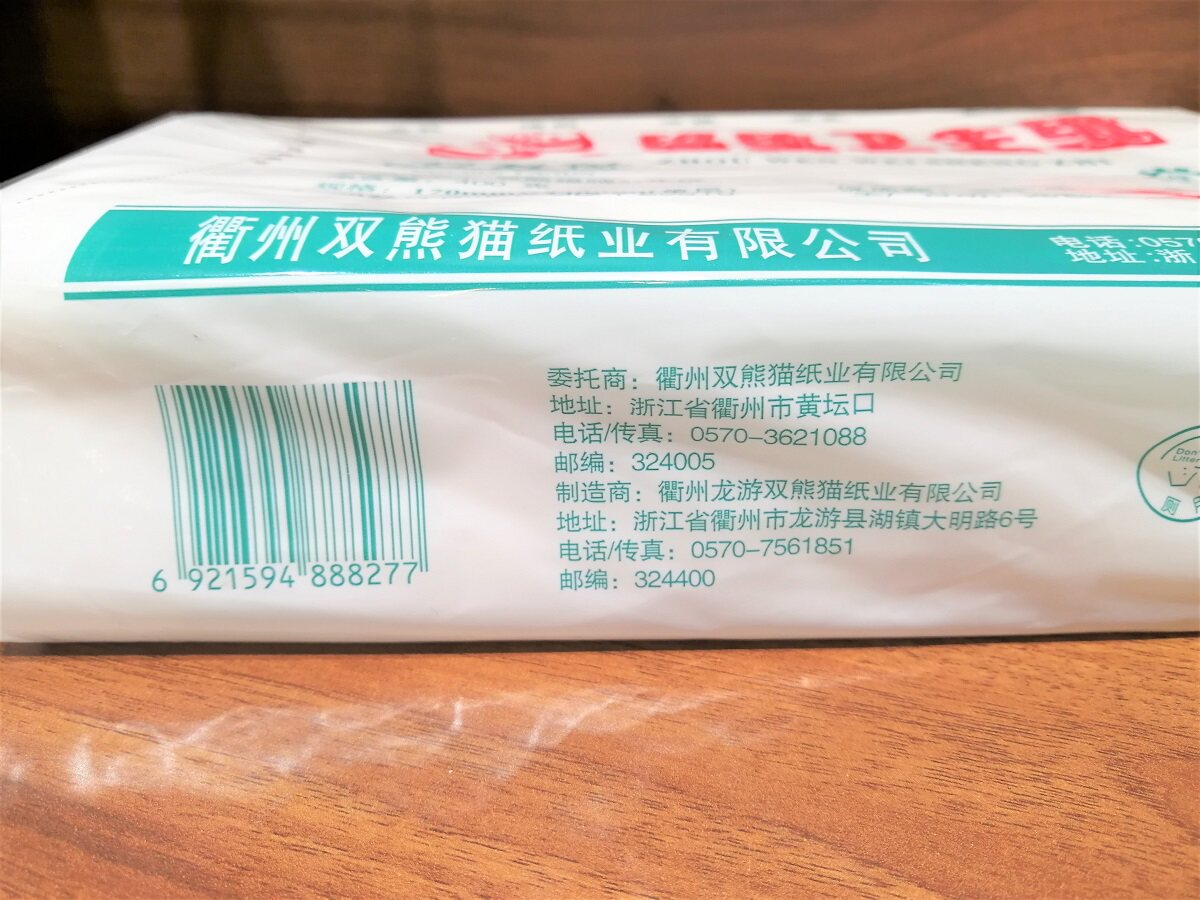 衢州双熊猫纸业有限公司
电话:057
地址:浙
委托商：衢州双熊猫纸业有限公司
地址：浙江省衢州市黄坛口
电话/传真：0570-3621088
邮编：324005
制造商：衢州龙游双熊猫纸业有限公司
地址：浙江省衢州市龙游县湖镇大明路6号
电话/传真：0570-7561851
邮编：324400
6 921594 888277
Don'
Litter
厕